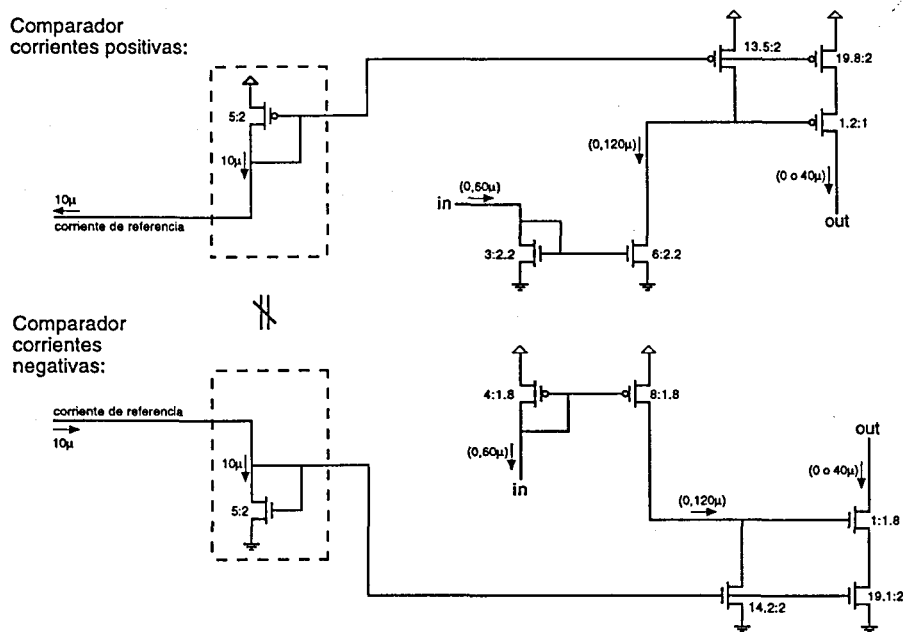 Comparador
corrientes positivas:
13.5:2
19.8:2
5:2
1.2:1
10µ
(0,120µ)
(0 o 40µ)
(0,60µ)
10µ
in
out
corriente de referencia
3:2.2
6:2.2
Comparador
corrientes
negativas:
4:1.8
8:1.8
corriente de referencia
10µ
out
10µ
(0,60µ)
(0 o 40µ)
in
5:2
(0,120µ)
1:1.8
14.2:2
19.1:2